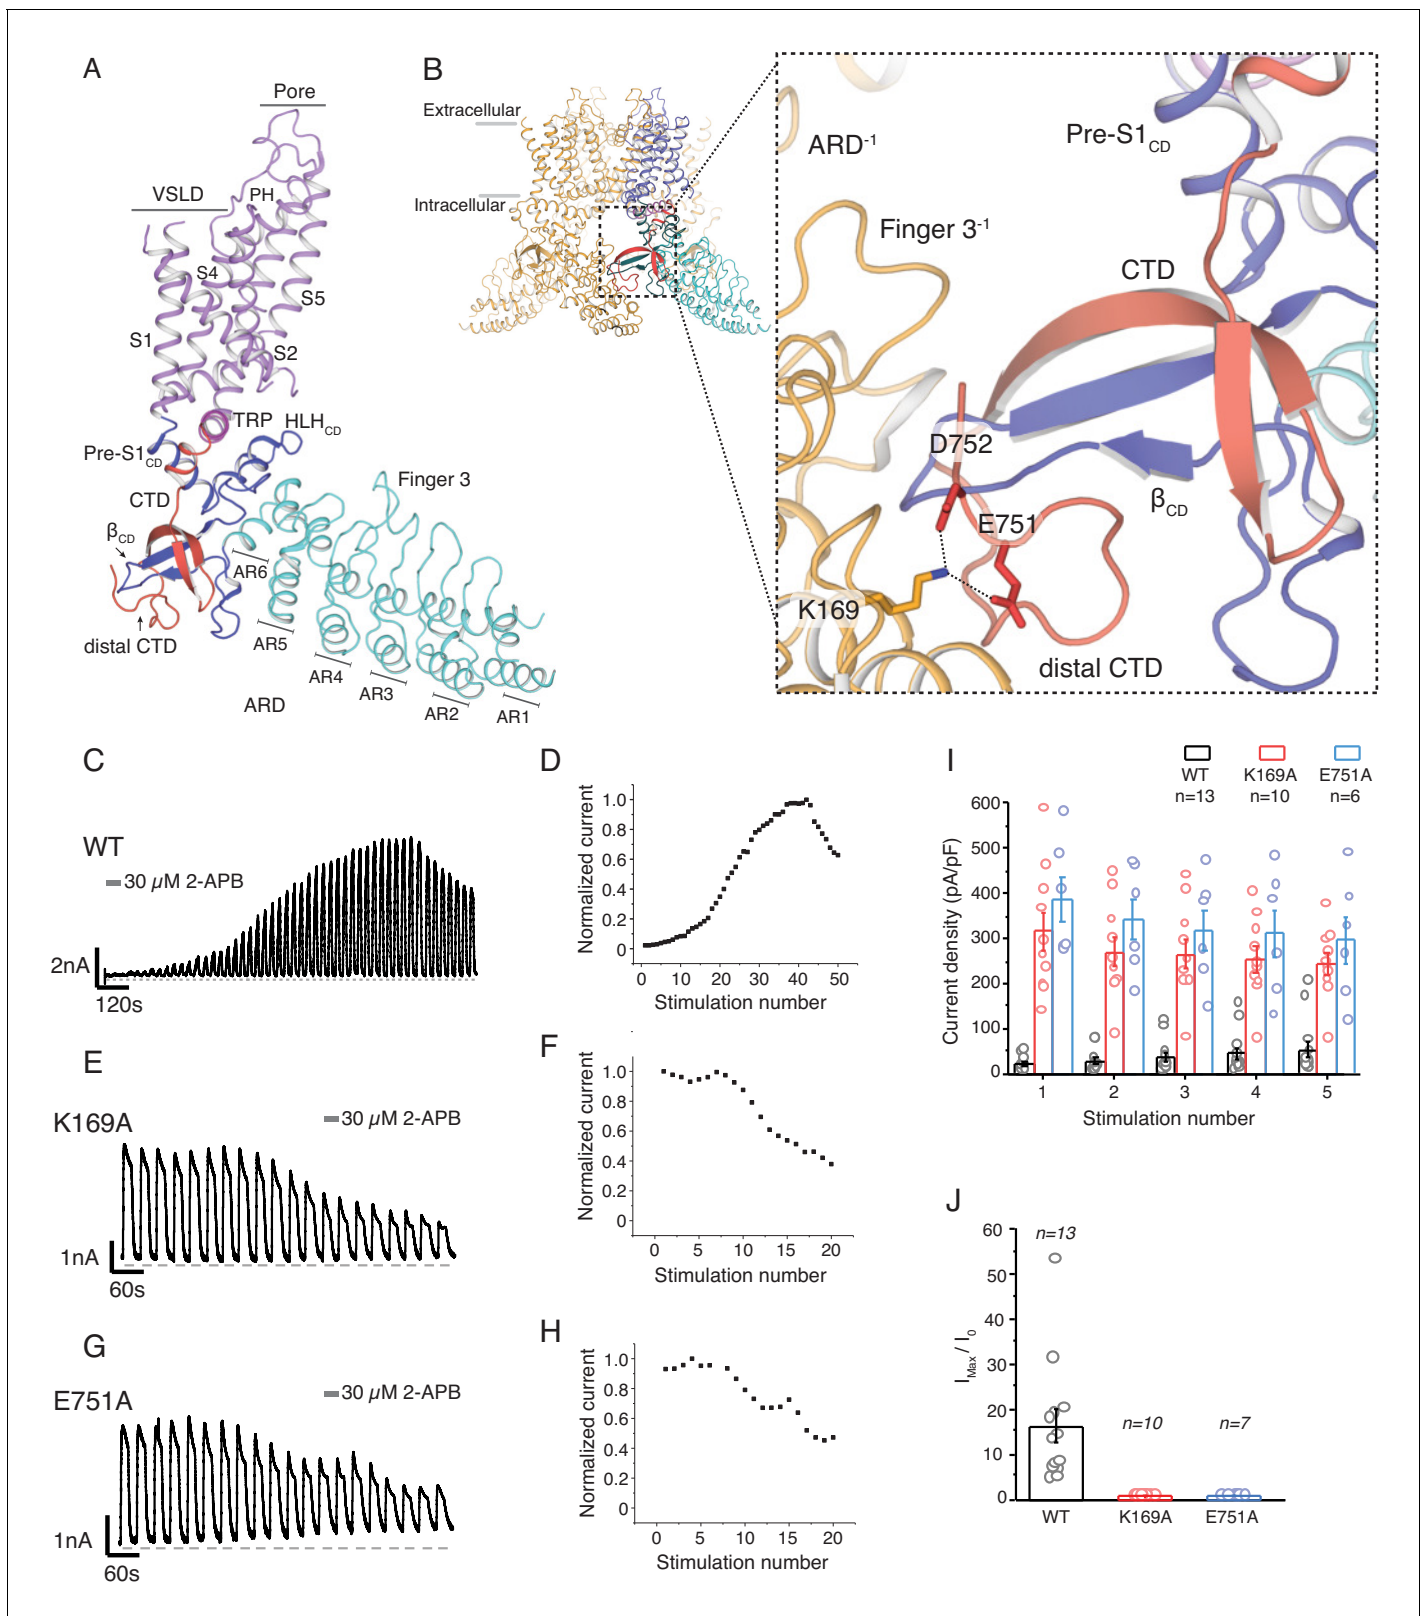 A
Pore
VSLD
PH
S4
S5
S1
S2
TRP
HLH_CD
Pre-S1_CD
CTD
Finger 3
β_CD
AR6
distal CTD
AR5
AR4
AR3
ARD
AR2
AR1
B
Extracellular
Intracellular
ARD⁻¹
Pre-S1_CD
Finger 3⁻¹
CTD
D752
E751
β_CD
K169
distal CTD
C
WT
30 µM 2-APB
2nA
120s
D
Normalized current
1.0
0.8
0.6
0.4
0.2
0
0 10 20 30 40 50
Stimulation number
E
K169A
30 µM 2-APB
1nA
60s
F
Normalized current
1.0
0.8
0.6
0.4
0.2
0
0 5 10 15 20
Stimulation number
G
E751A
30 µM 2-APB
1nA
60s
H
Normalized current
1.0
0.8
0.6
0.4
0.2
0
0 5 10 15 20
Stimulation number
I
WT K169A E751A
n=13 n=10 n=6
Current density (pA/pF)
600
500
400
300
200
100
0
1 2 3 4 5
Stimulation number
J
I_Max / I_0
60
50
40
30
20
10
0
n=13
n=10 n=7
WT K169A E751A